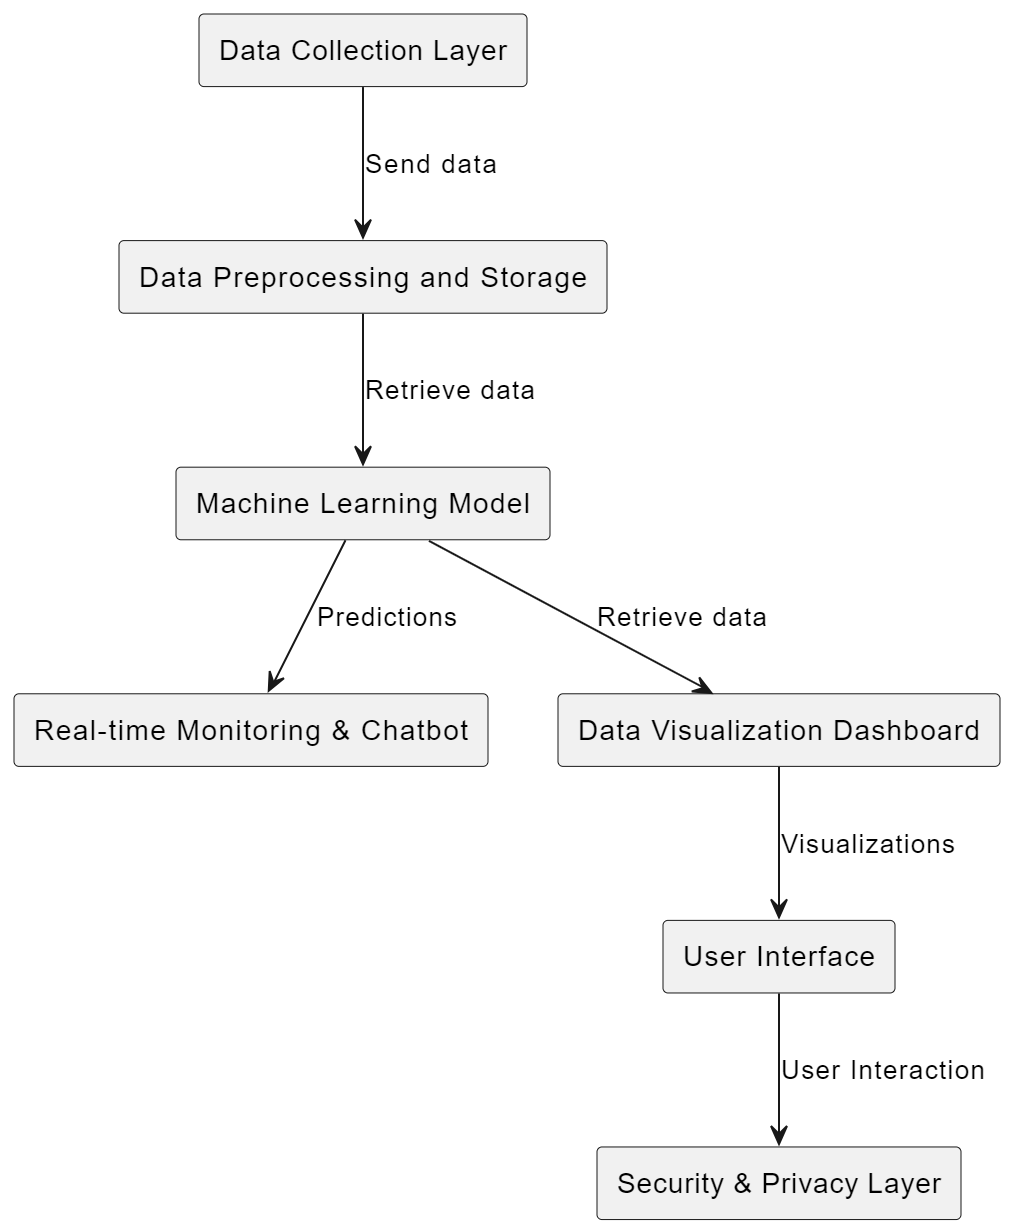 Data Collection Layer
Send data
Data Preprocessing and Storage
Retrieve data
Machine Learning Model
Predictions
Retrieve data
Real-time Monitoring & Chatbot
Data Visualization Dashboard
Visualizations
User Interface
User Interaction
Security & Privacy Layer